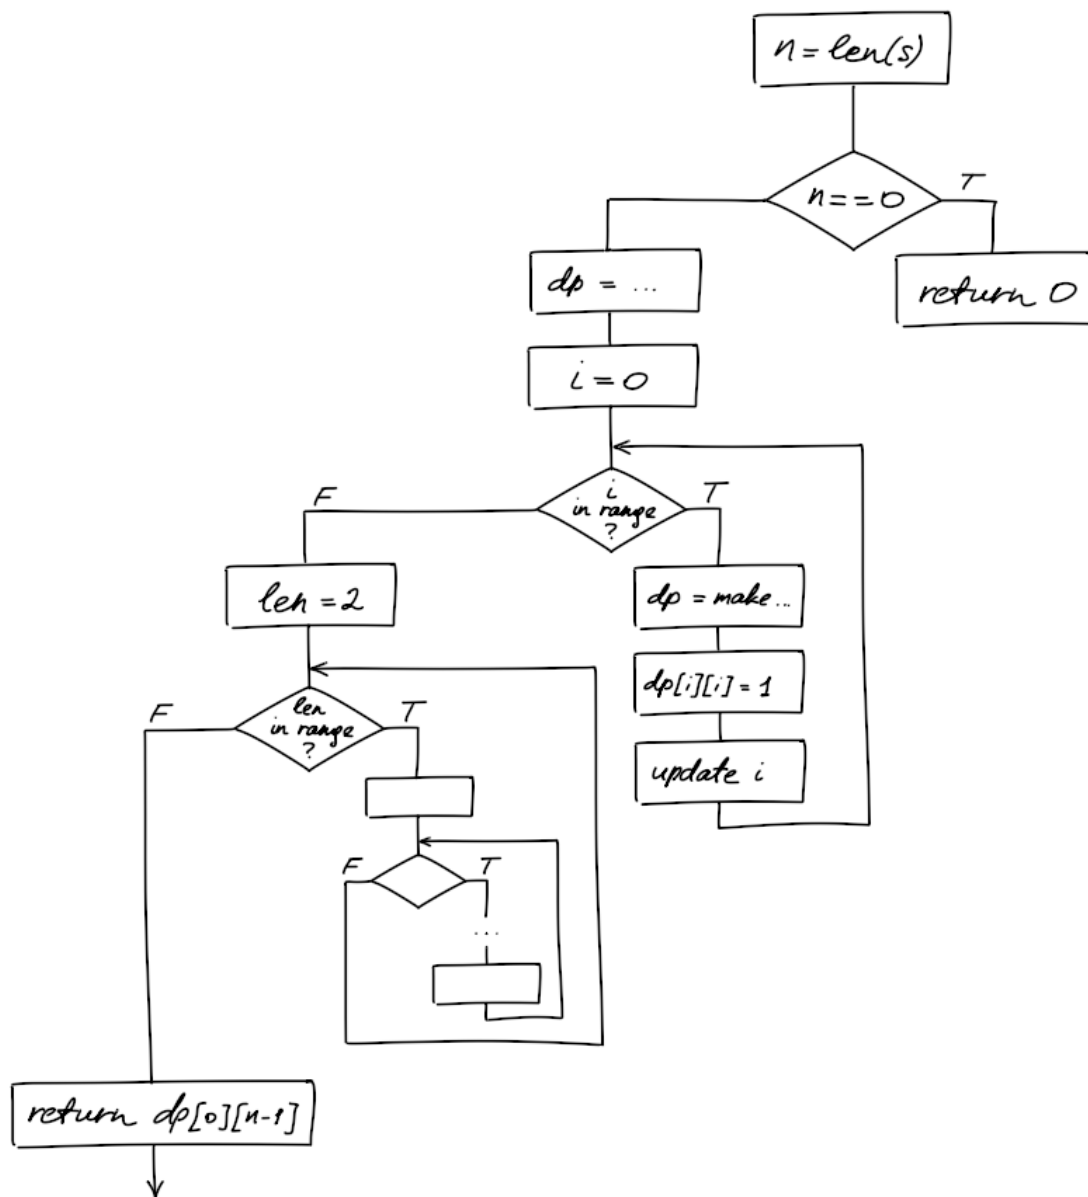 n = len(s)
n == 0
T
return 0
dp = ...
i = 0
i
in range
?
F
T
len = 2
dp = make...
dp[i][i] = 1
update i
len
in range
?
F
T
F
T
...
return dp[0][n-1]